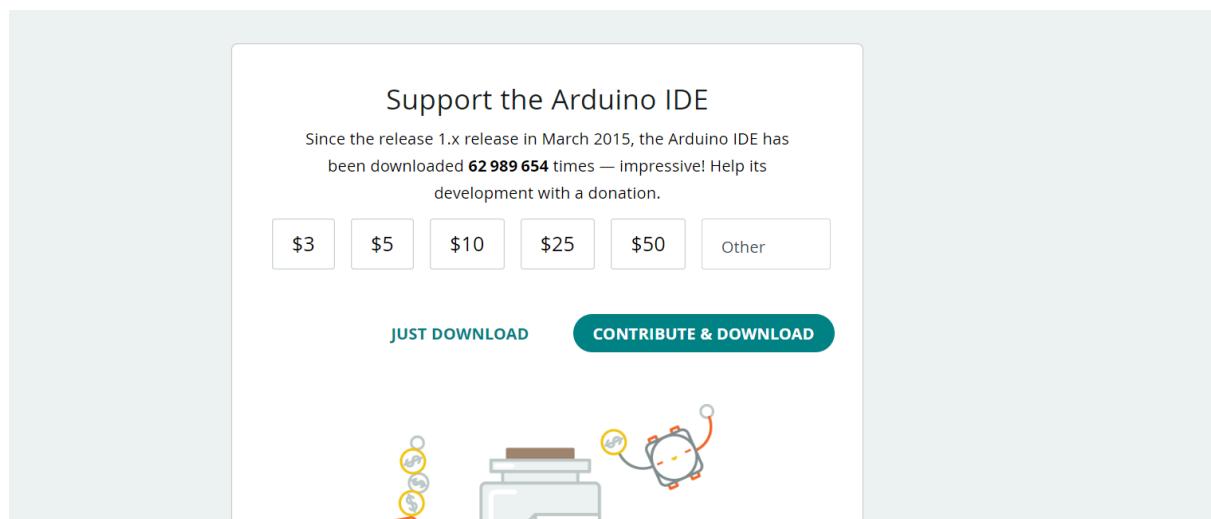 Support the Arduino IDE
Since the release 1.x release in March 2015, the Arduino IDE has
been downloaded 62 989 654 times — impressive! Help its
development with a donation.
$3 $5 $10 $25 $50 Other
JUST DOWNLOAD CONTRIBUTE & DOWNLOAD